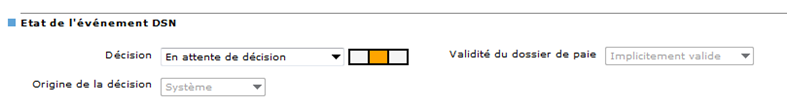 Etat de l'événement DSN
Décision En attente de décision Validité du dossier de paie Implicitement valide
Origine de la décision Système